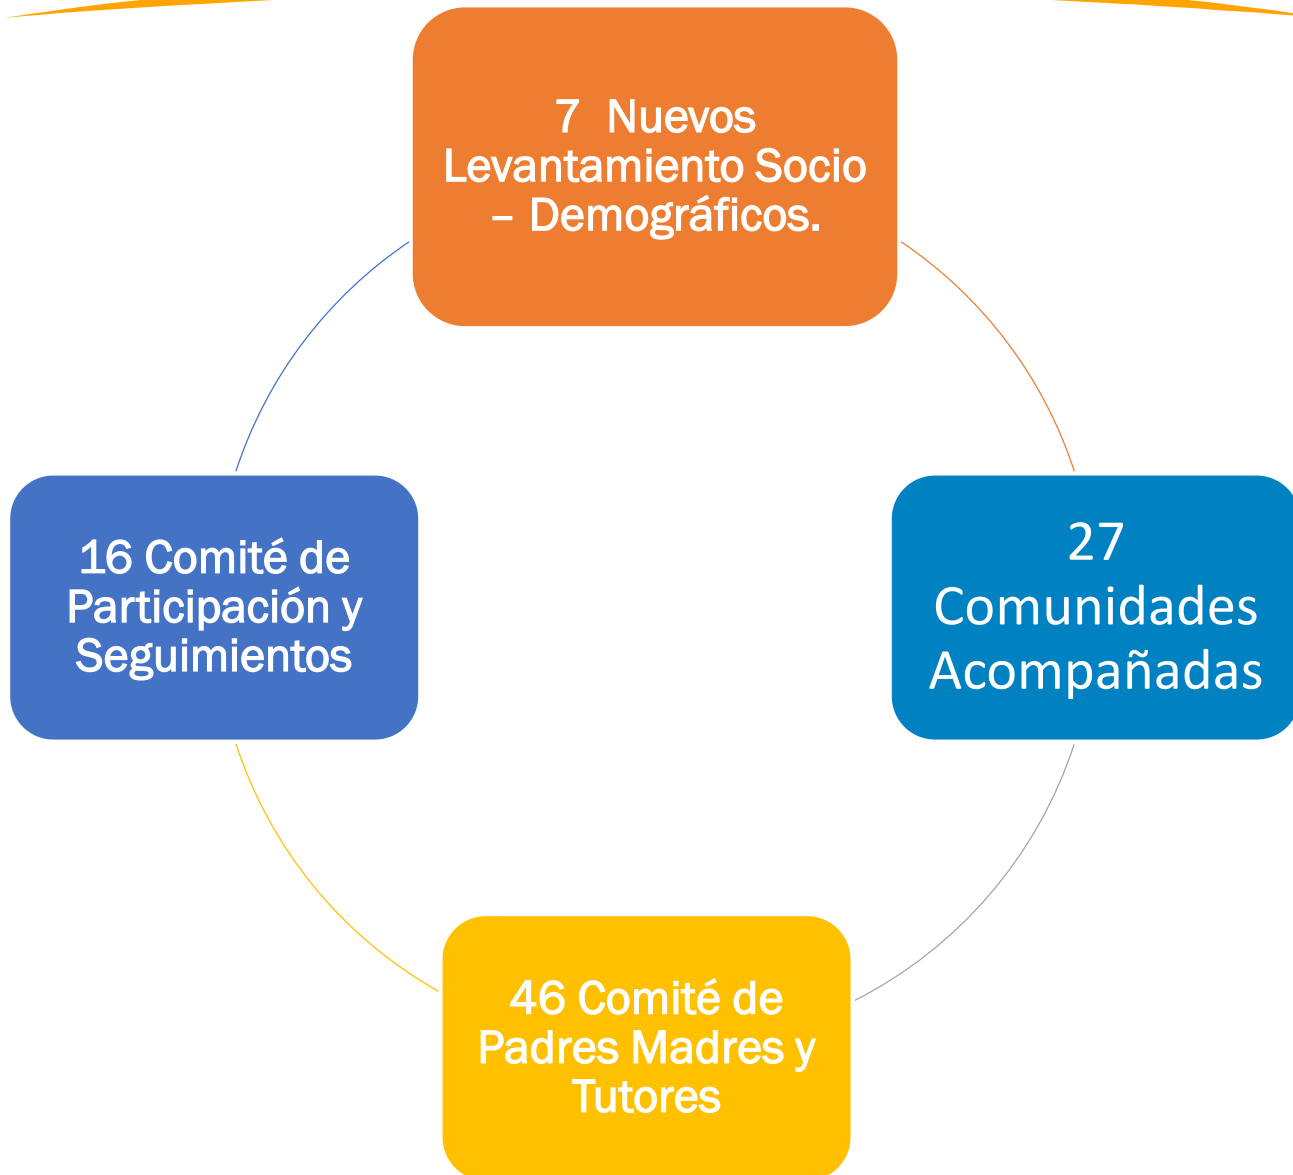 7 Nuevos
Levantamiento Socio
– Demográficos.
16 Comité de
Participación y
Seguimientos
27
Comunidades
Acompañadas
46 Comité de
Padres Madres y
Tutores